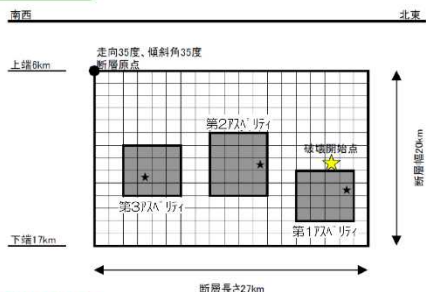 南西
北東
走向35度、傾斜角35度
断層原点
上端6km
第2アスペリティ
破壊開始点
断層幅20km
第3アスペリティ
第1アスペリティ
下端17km
断層長さ27km